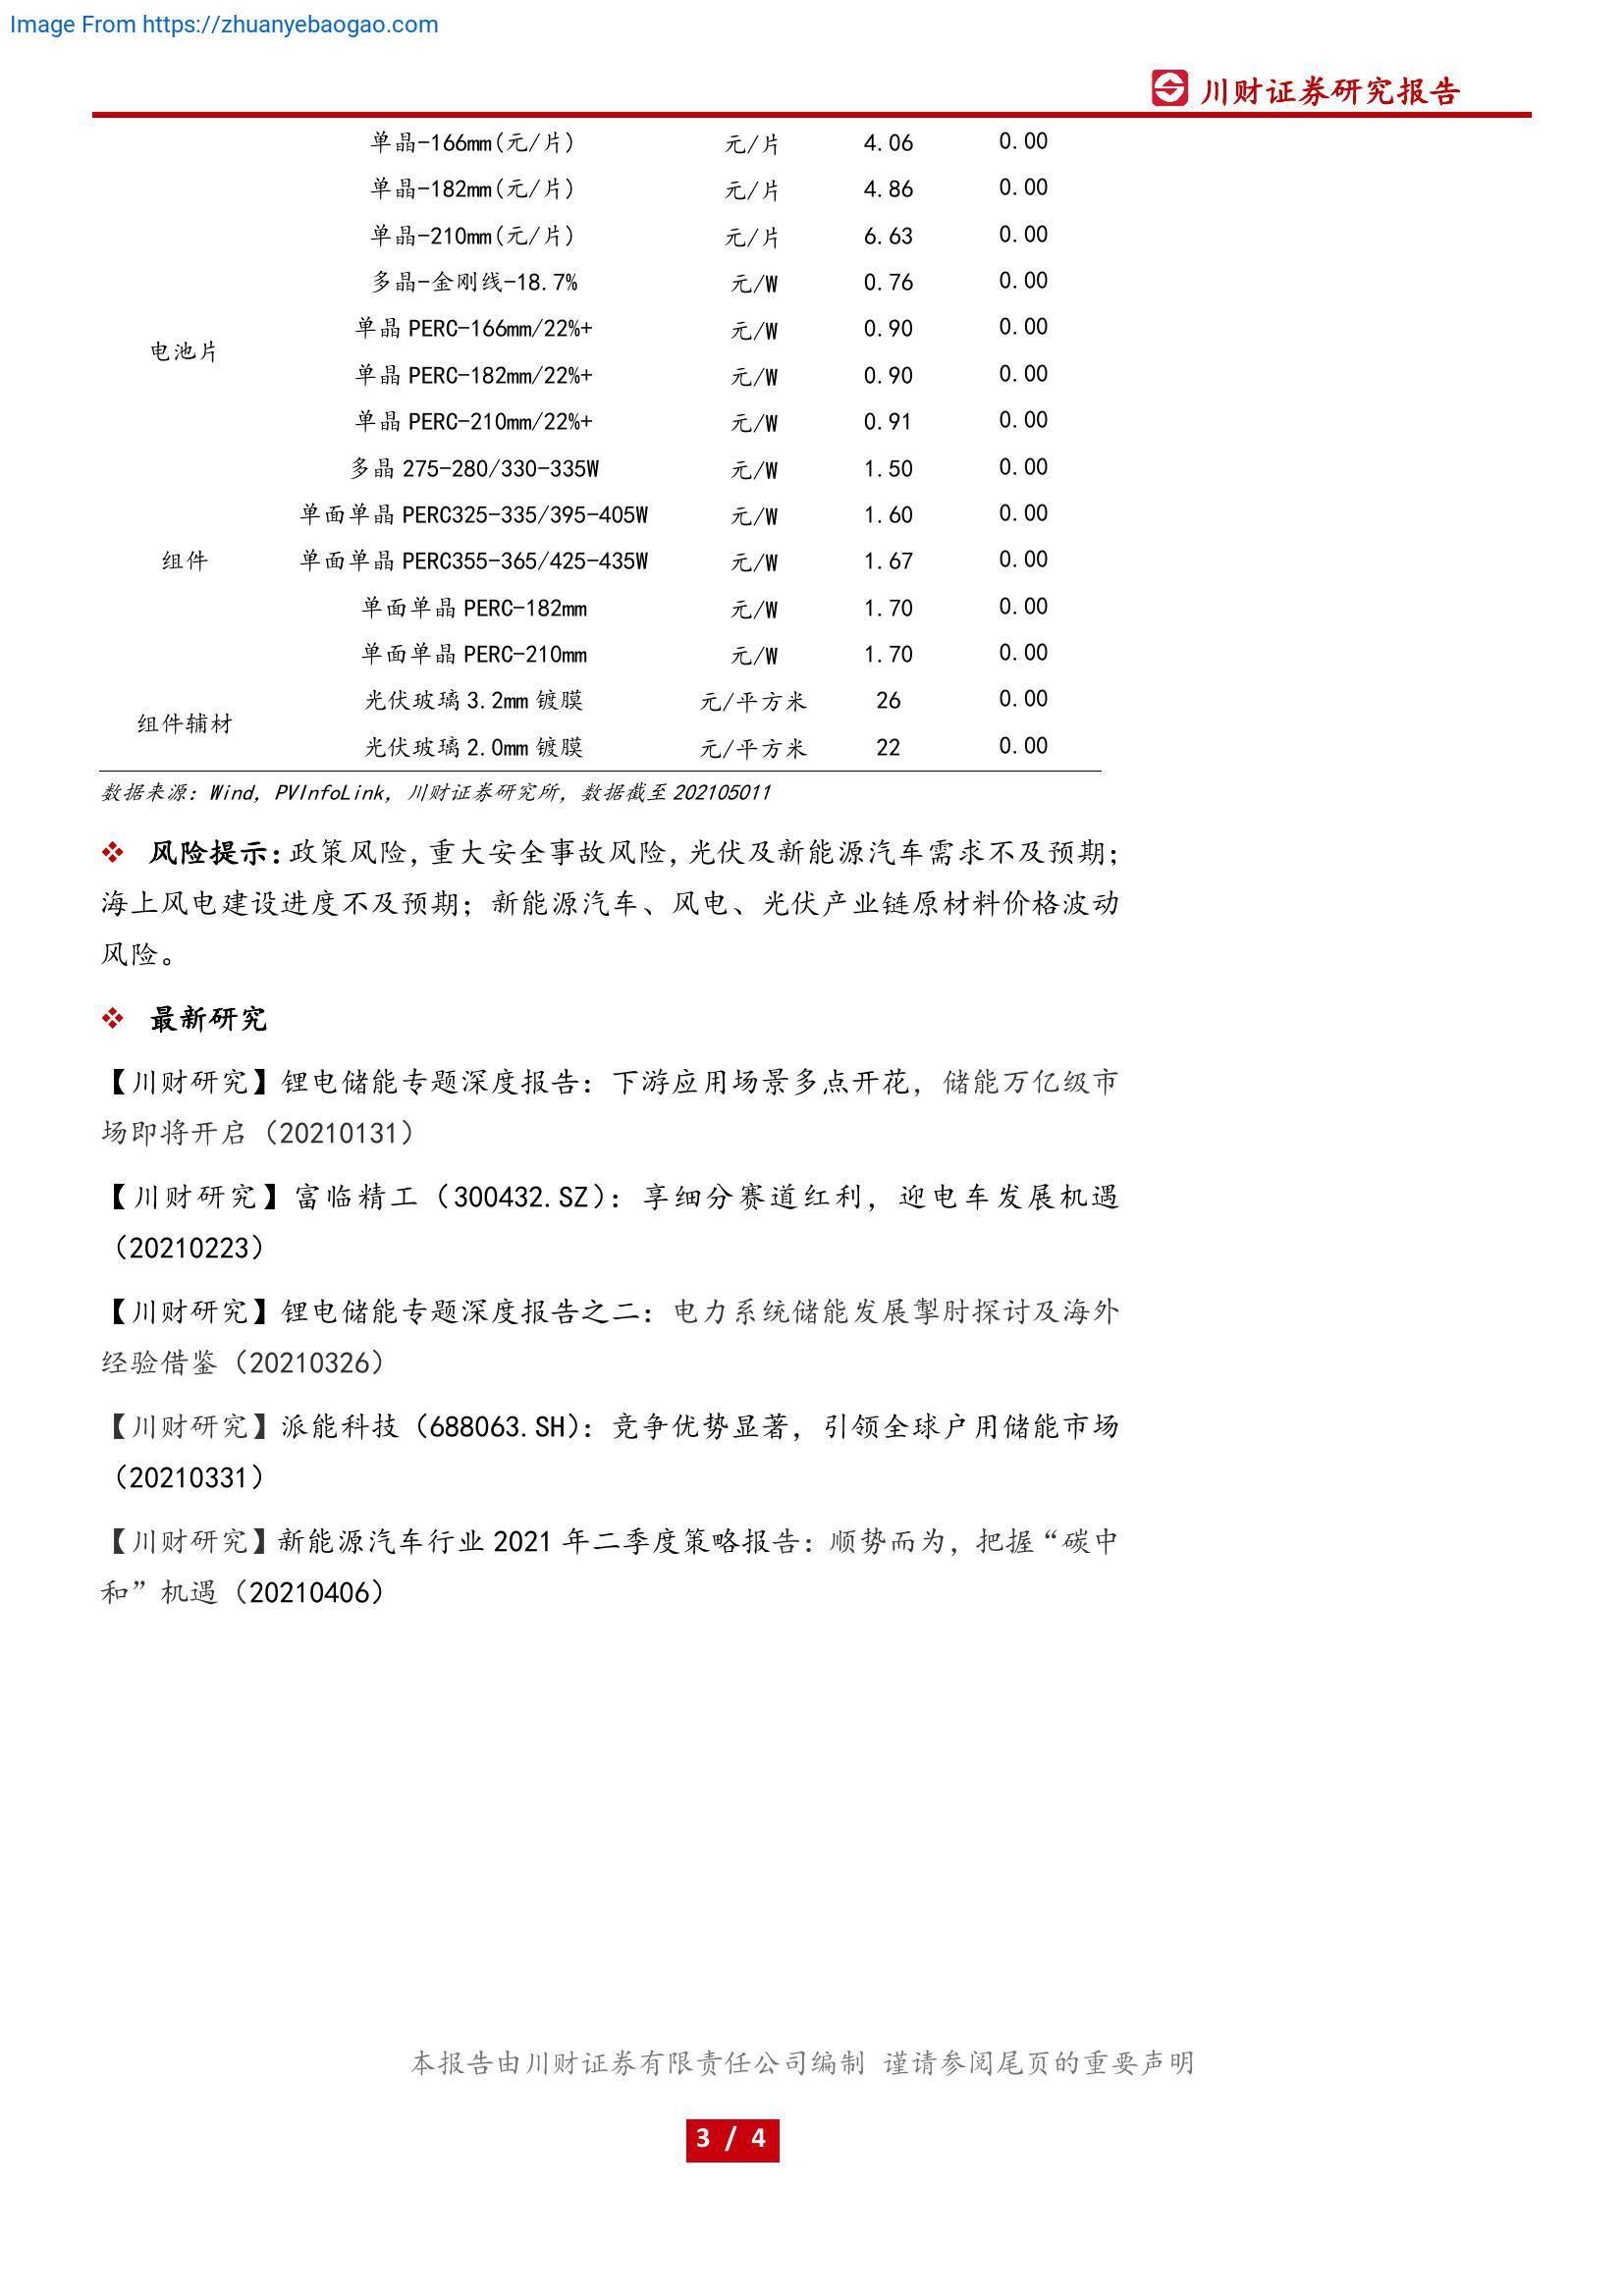 Image From https://zhuanyebaogao.com
川财证券研究报告
单晶-166mm(元/片) 元/片 4.06 0.00
单晶-182mm(元/片) 元/片 4.86 0.00
单晶-210mm(元/片) 元/片 6.63 0.00
多晶-金刚线-18.7% 元/W 0.76 0.00
单晶 PERC-166mm/22%+ 元/W 0.90 0.00
电池片
单晶 PERC-182mm/22%+ 元/W 0.90 0.00
单晶 PERC-210mm/22%+ 元/W 0.91 0.00
多晶 275-280/330-335W 元/W 1.50 0.00
单面单晶 PERC325-335/395-405W 元/W 1.60 0.00
组件 单面单晶 PERC355-365/425-435W 元/W 1.67 0.00
单面单晶 PERC-182mm 元/W 1.70 0.00
单面单晶 PERC-210mm 元/W 1.70 0.00
光伏玻璃 3.2mm 镀膜 元/平方米 26 0.00
组件辅材
光伏玻璃 2.0mm 镀膜 元/平方米 22 0.00
数据来源：Wind，PVInfoLink，川财证券研究所，数据截至 202105011
风险提示：政策风险，重大安全事故风险，光伏及新能源汽车需求不及预期；
海上风电建设进度不及预期；新能源汽车、风电、光伏产业链原材料价格波动
风险。
最新研究
【川财研究】锂电储能专题深度报告：下游应用场景多点开花，储能万亿级市
场即将开启（20210131）
【川财研究】富临精工（300432.SZ）：享细分赛道红利，迎电车发展机遇
（20210223）
【川财研究】锂电储能专题深度报告之二：电力系统储能发展掣肘探讨及海外
经验借鉴（20210326）
【川财研究】派能科技（688063.SH）：竞争优势显著，引领全球户用储能市场
（20210331）
【川财研究】新能源汽车行业 2021 年二季度策略报告：顺势而为，把握“碳中
和”机遇（20210406）
本报告由川财证券有限责任公司编制 谨请参阅尾页的重要声明
3 / 4